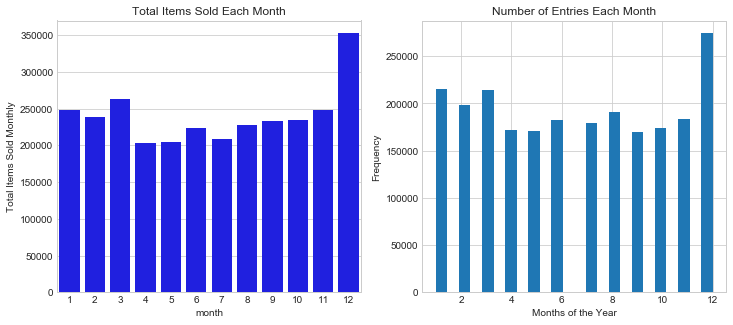 Total Items Sold Each Month
Total Items Sold Monthly
350000
300000
250000
200000
150000
100000
50000
0
1 2 3 4 5 6 7 8 9 10 11 12
month
Number of Entries Each Month
Frequency
250000
200000
150000
100000
50000
0
2 4 6 8 10 12
Months of the Year